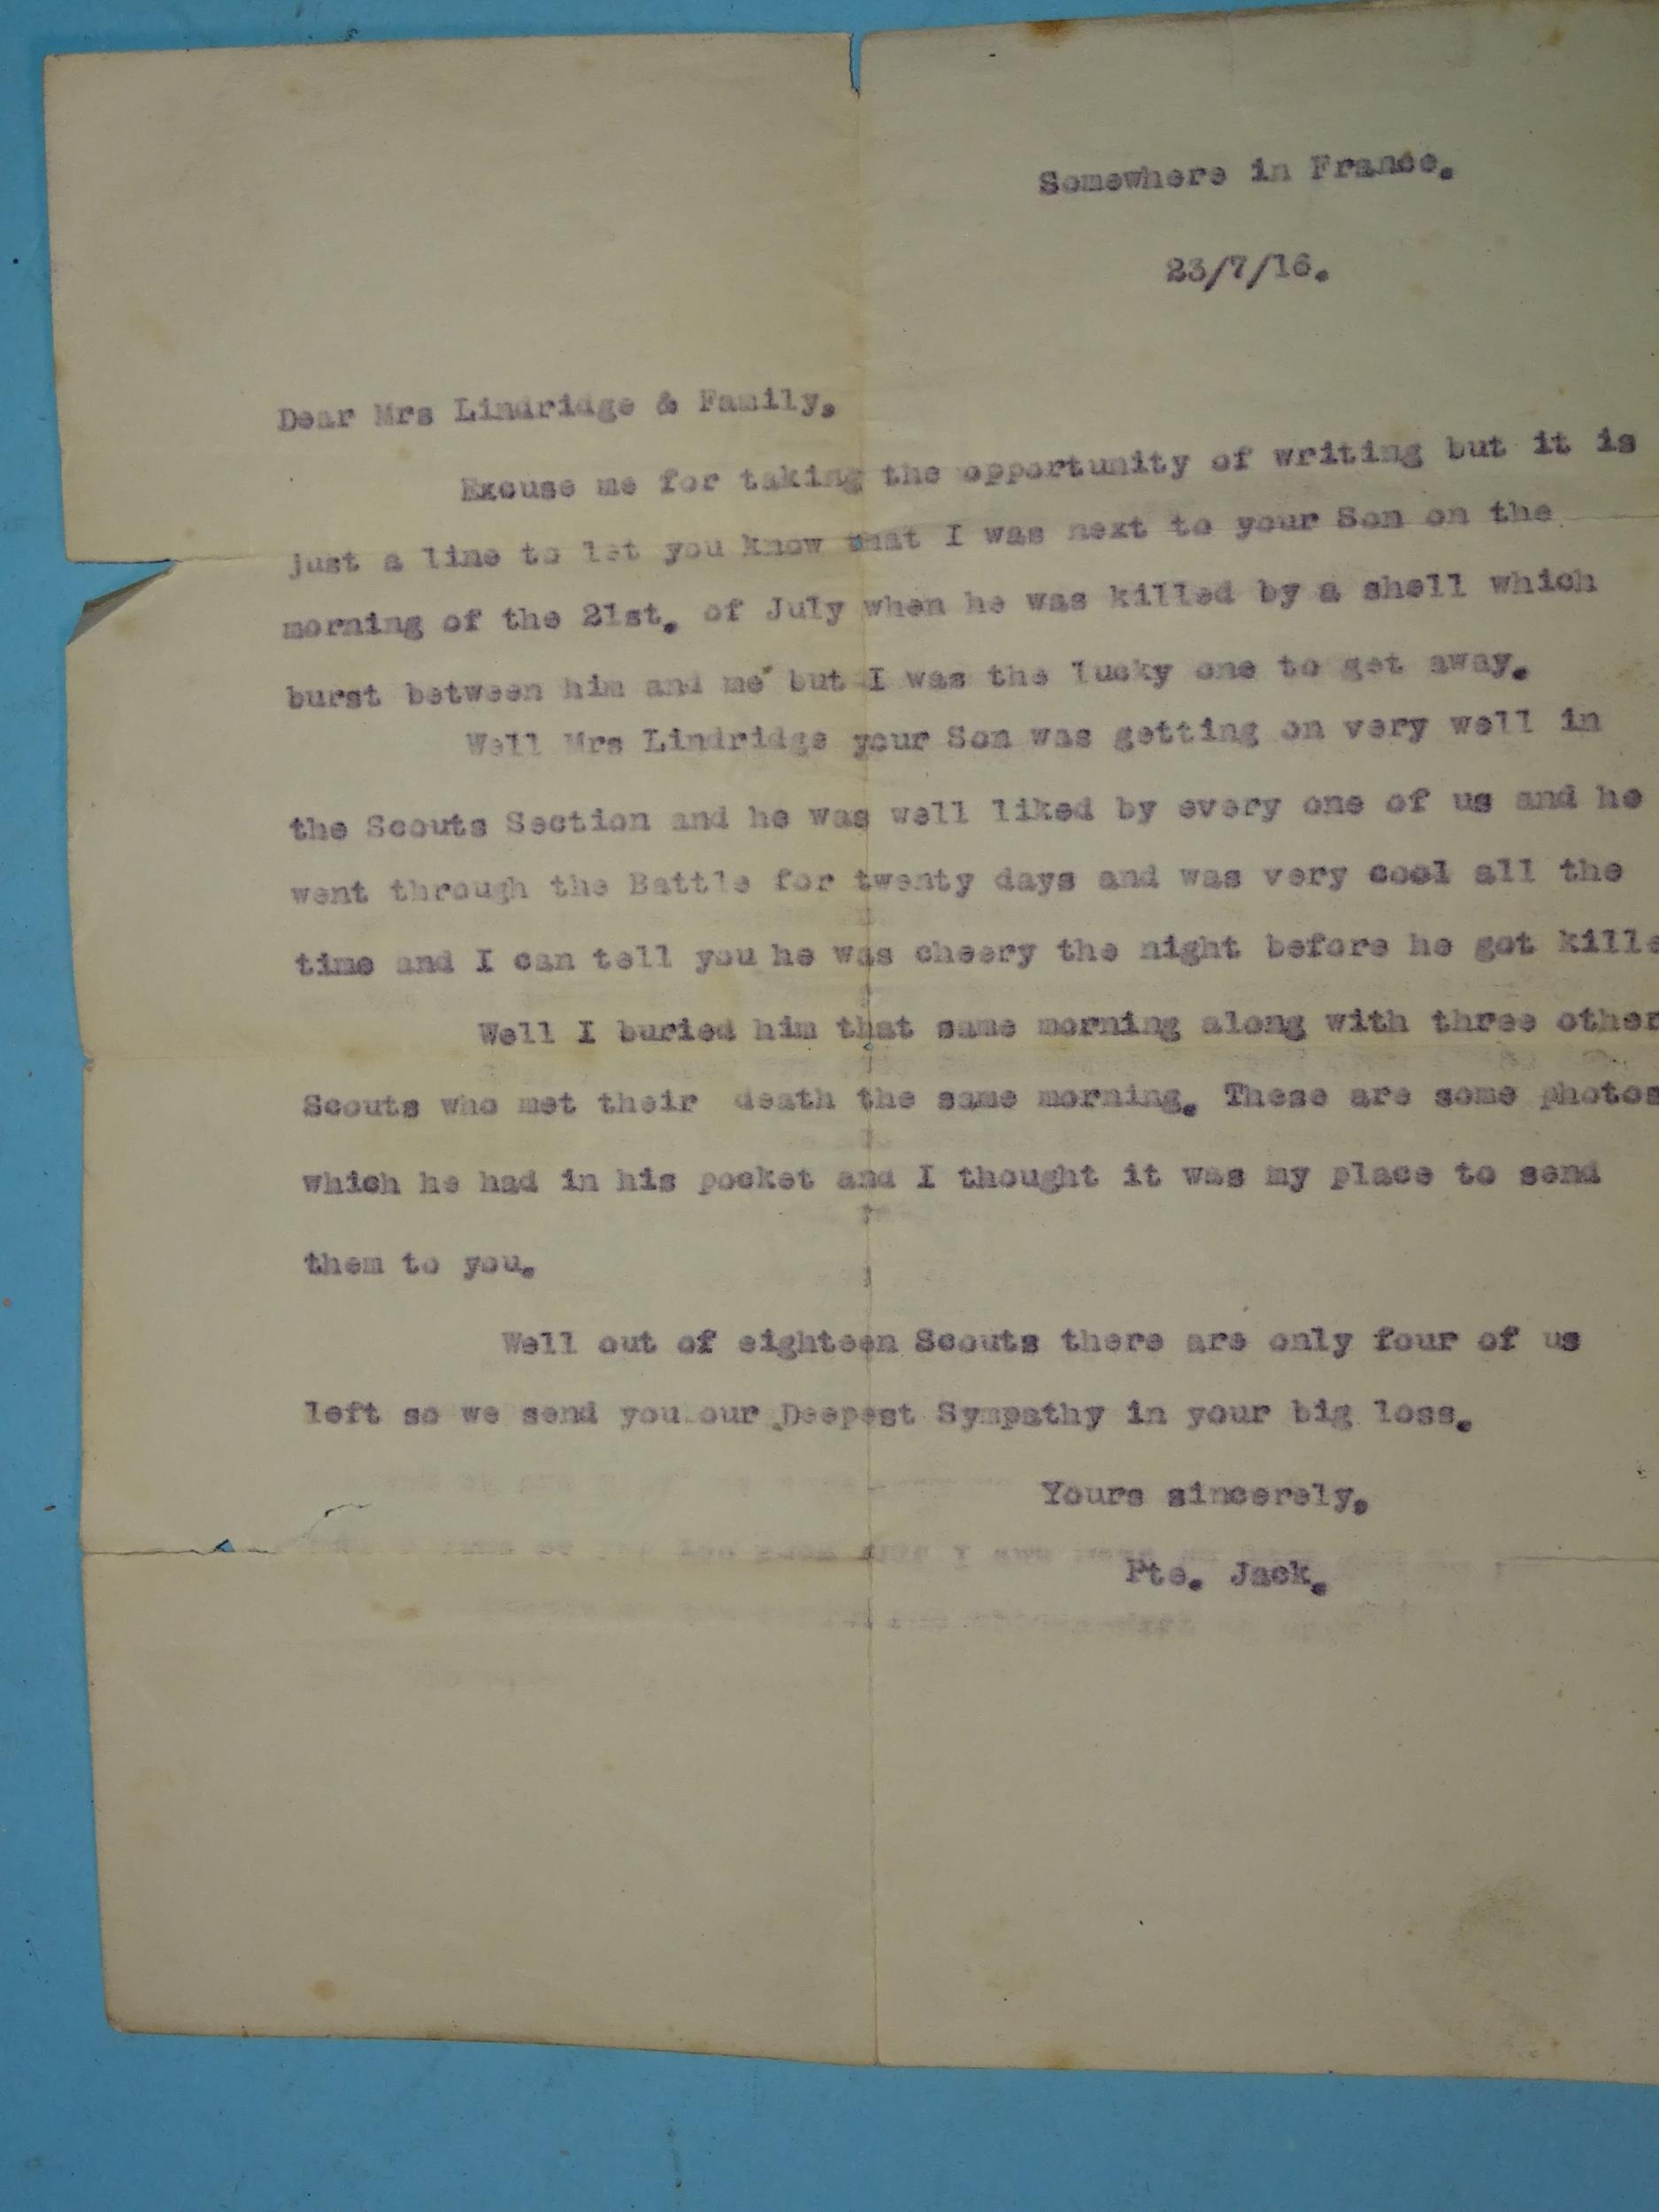 Somewhere in France.
23/7/16.
Dear Mrs Lindridge & Family,
Excuse me for taking the opportunity of writing but it is
just a line to let you know that I was next to your Son on the
morning of the 21st. of July when he was killed by a shell which
burst between him and me but I was the lucky one to get away.
Well Mrs Lindridge your Son was getting on very well in
the Scouts Section and he was well liked by every one of us and he
went through the Battle for twenty days and was very cool all the
time and I can tell you he was cheery the night before he got kille
Well I buried him that same morning along with three other
Scouts who met their death the same morning. These are some photos
which he had in his pocket and I thought it was my place to send
them to you.
Well out of eighteen Scouts there are only four of us
left so we send you our Deepest Sympathy in your big loss.
Yours sincerely,
Pte. Jack.